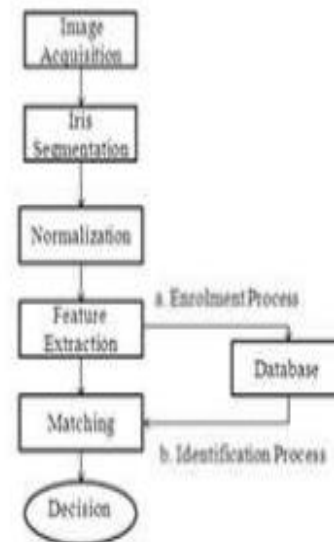 Image
Acquisition
Iris
Segmentation
Normalization
a. Enrolment Process
Feature
Extraction
Database
Matching
b. Identification Process
Decision